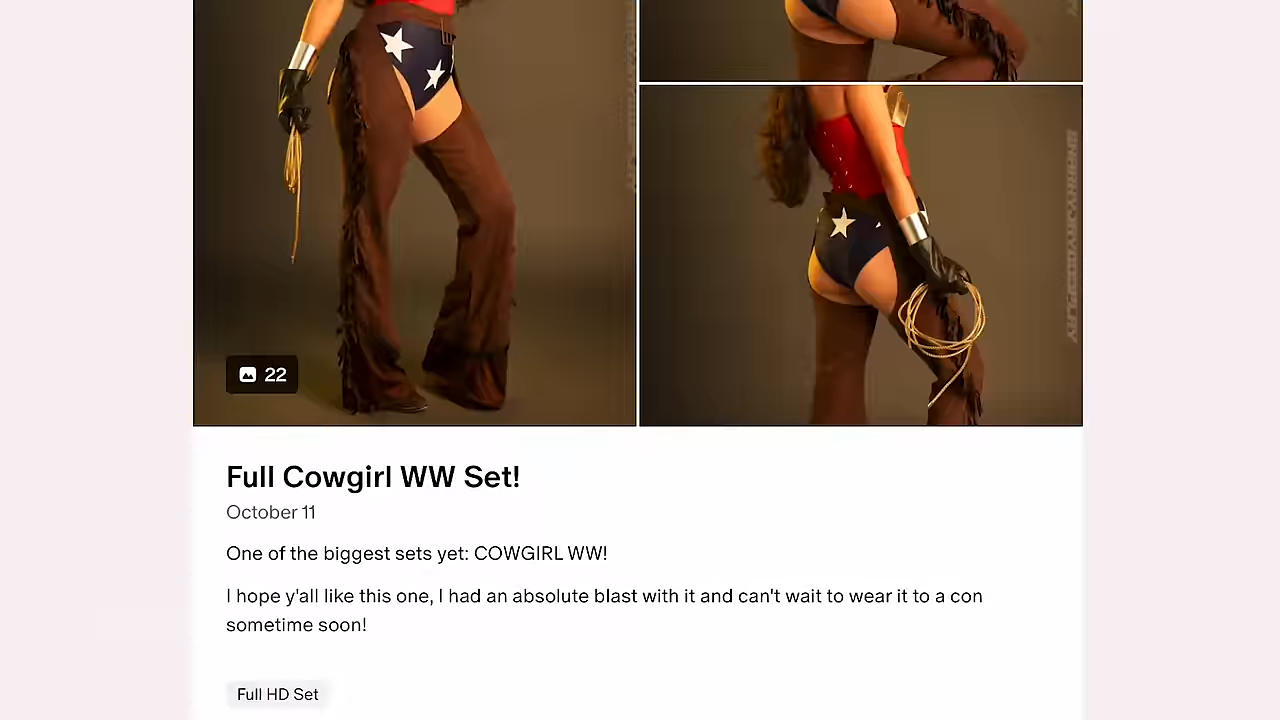 22
Full Cowgirl WW Set!
October 11
One of the biggest sets yet: COWGIRL WW!
I hope y'all like this one, I had an absolute blast with it and can't wait to wear it to a con
sometime soon!
Full HD Set